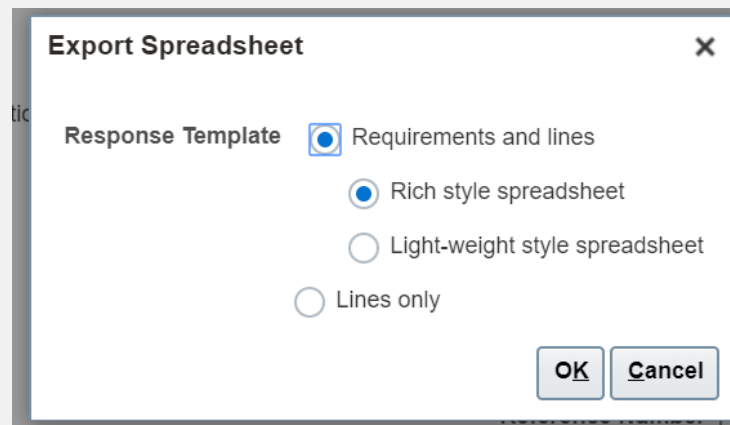 Export Spreadsheet
Response Template
Requirements and lines
Rich style spreadsheet
Light-weight style spreadsheet
Lines only
OK
Cancel